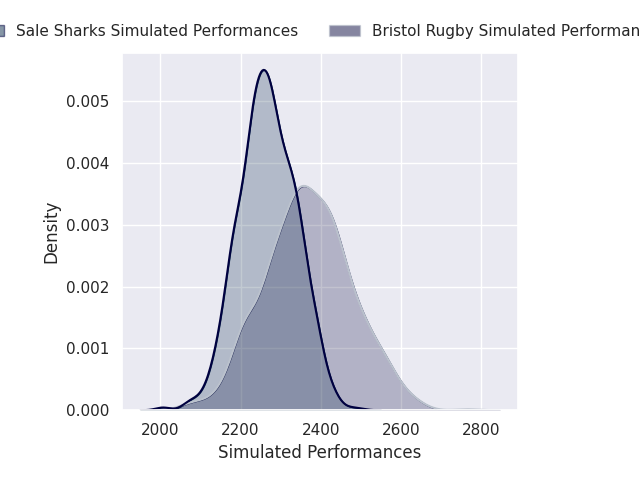 Sale Sharks Simulated Performances
Bristol Rugby Simulated
0.005
0.004
0.003
0.002
0.001
0.000
Density
2000 2200 2400 2600 2800
Simulated Performances